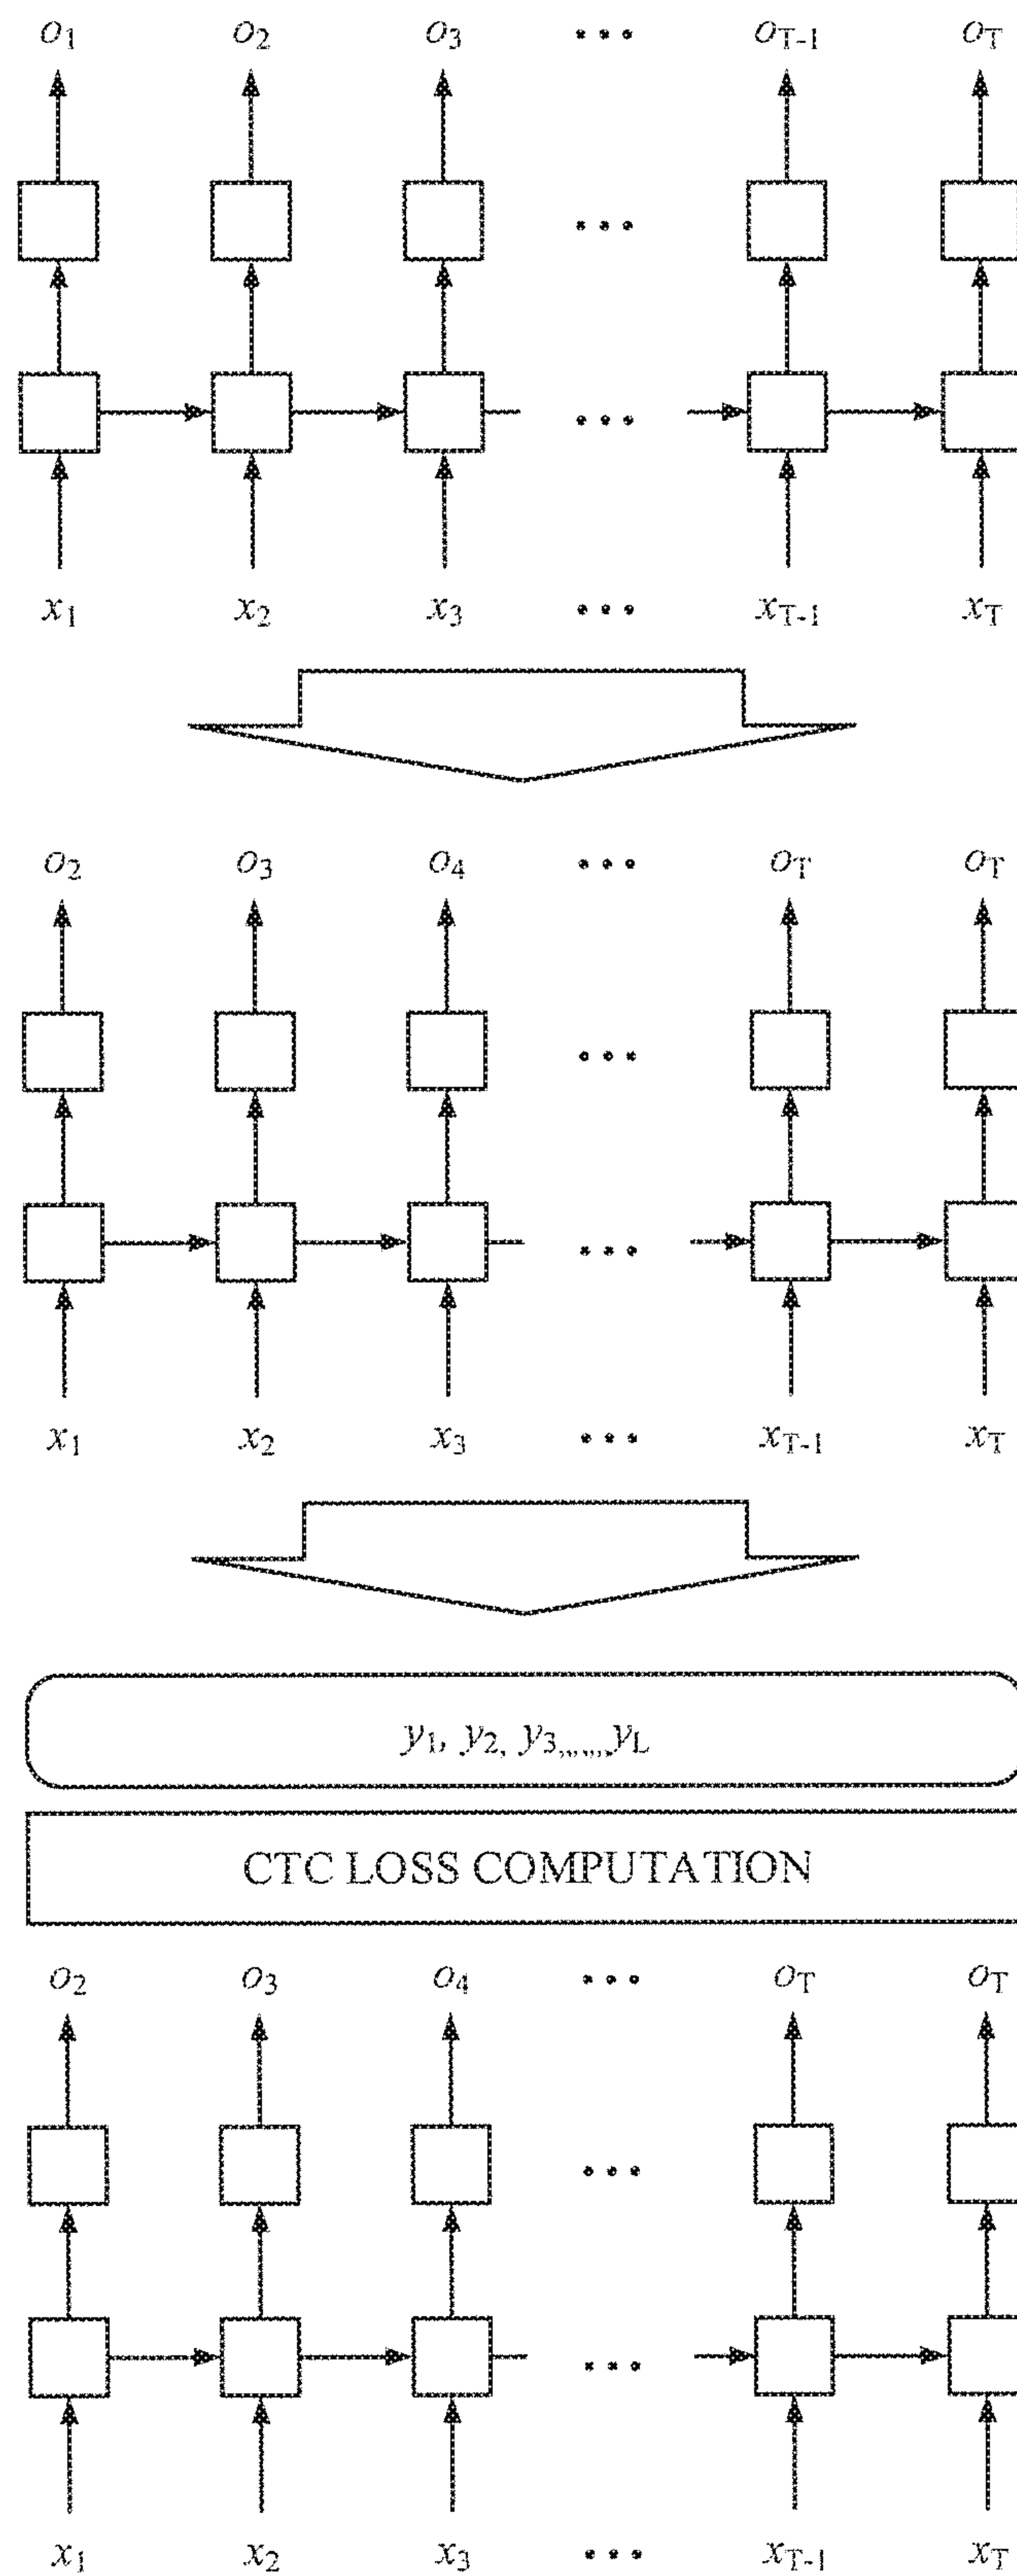 o1 o2 o3 ... oT-1 oT
x1 x2 x3 ... xT-1 xT
o2 o3 o4 ... oT oT
x1 x2 x3 ... xT-1 xT
y1, y2, y3,,,,,,,yL
CTC LOSS COMPUTATION
o2 o3 o4 ... oT oT
x1 x2 x3 ... xT-1 xT